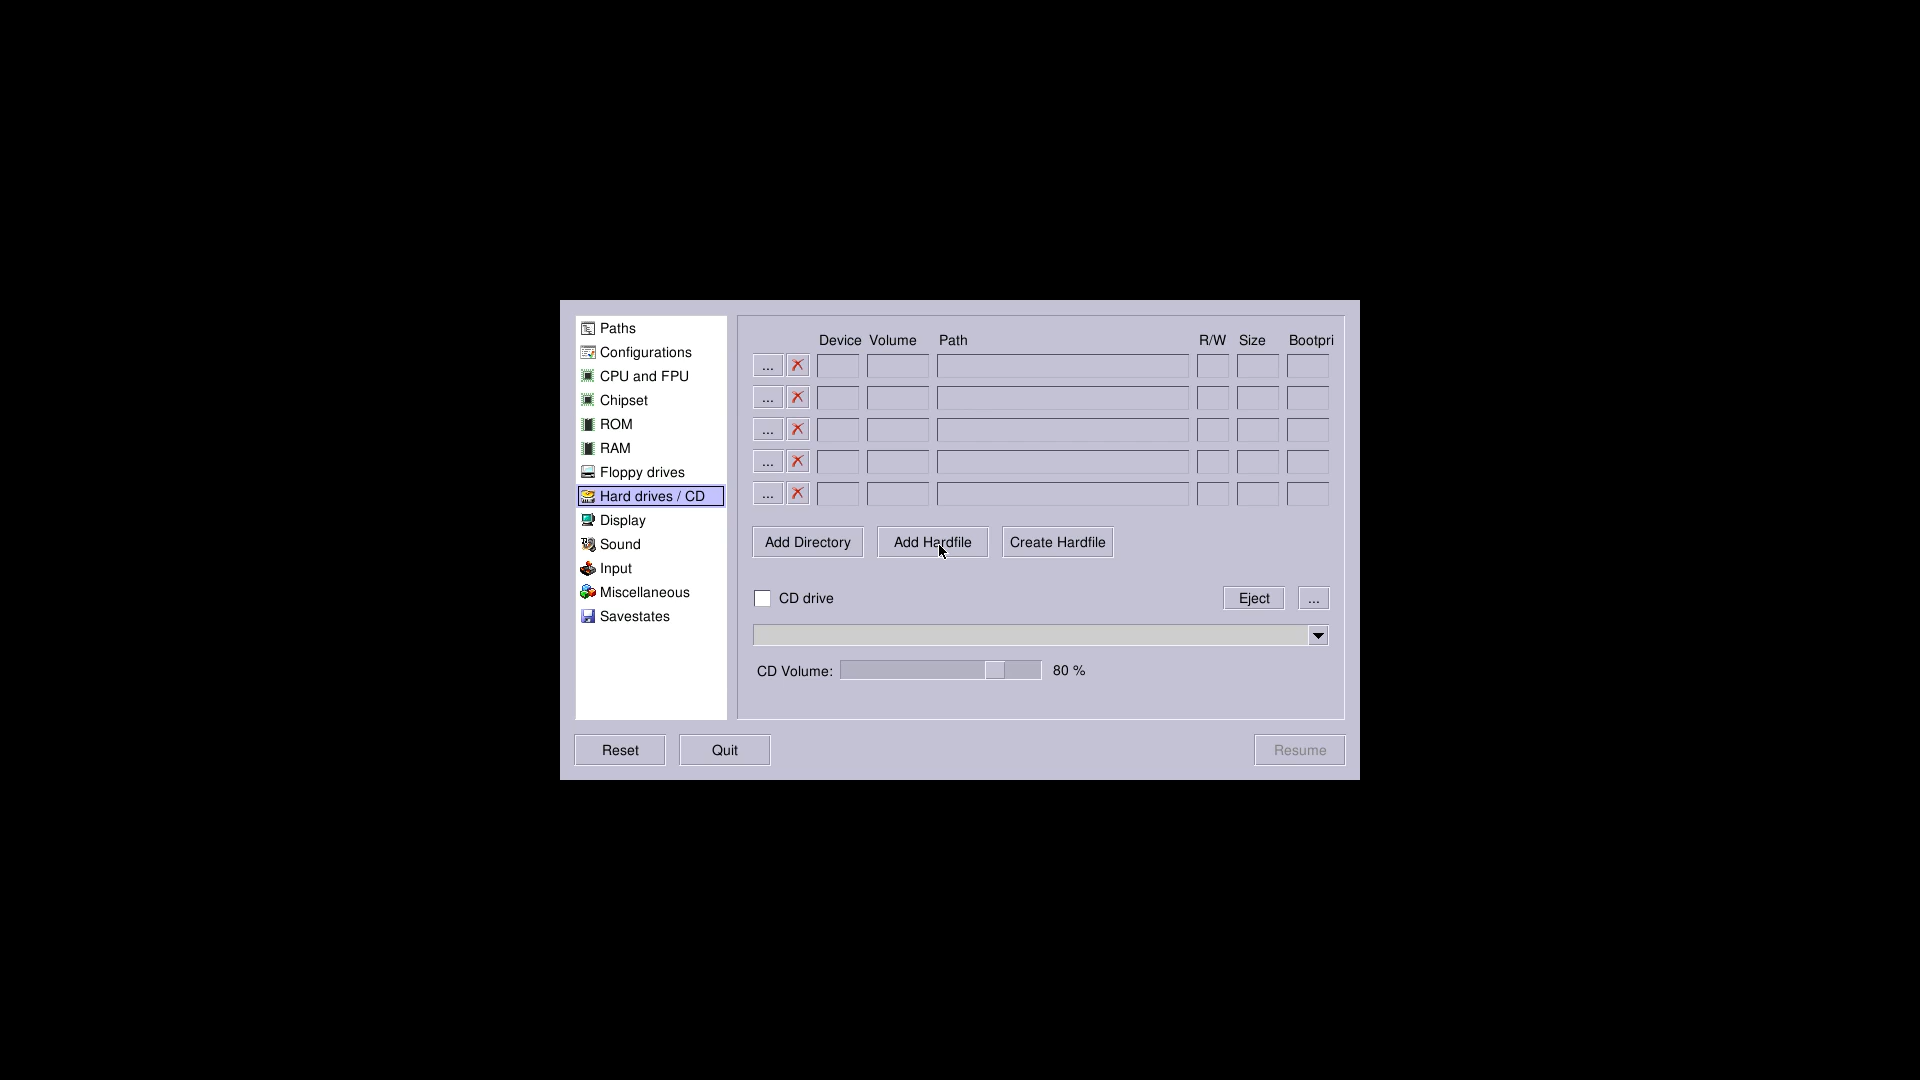 Paths
Configurations
CPU and FPU
Chipset
ROM
RAM
Floppy drives
Hard drives / CD
Display
Sound
Input
Miscellaneous
Savestates
Device Volume Path R/W Size Bootpri
...
...
...
...
...
Add Directory Add Hardfile Create Hardfile
CD drive Eject ...
CD Volume: 80 %
Reset Quit Resume